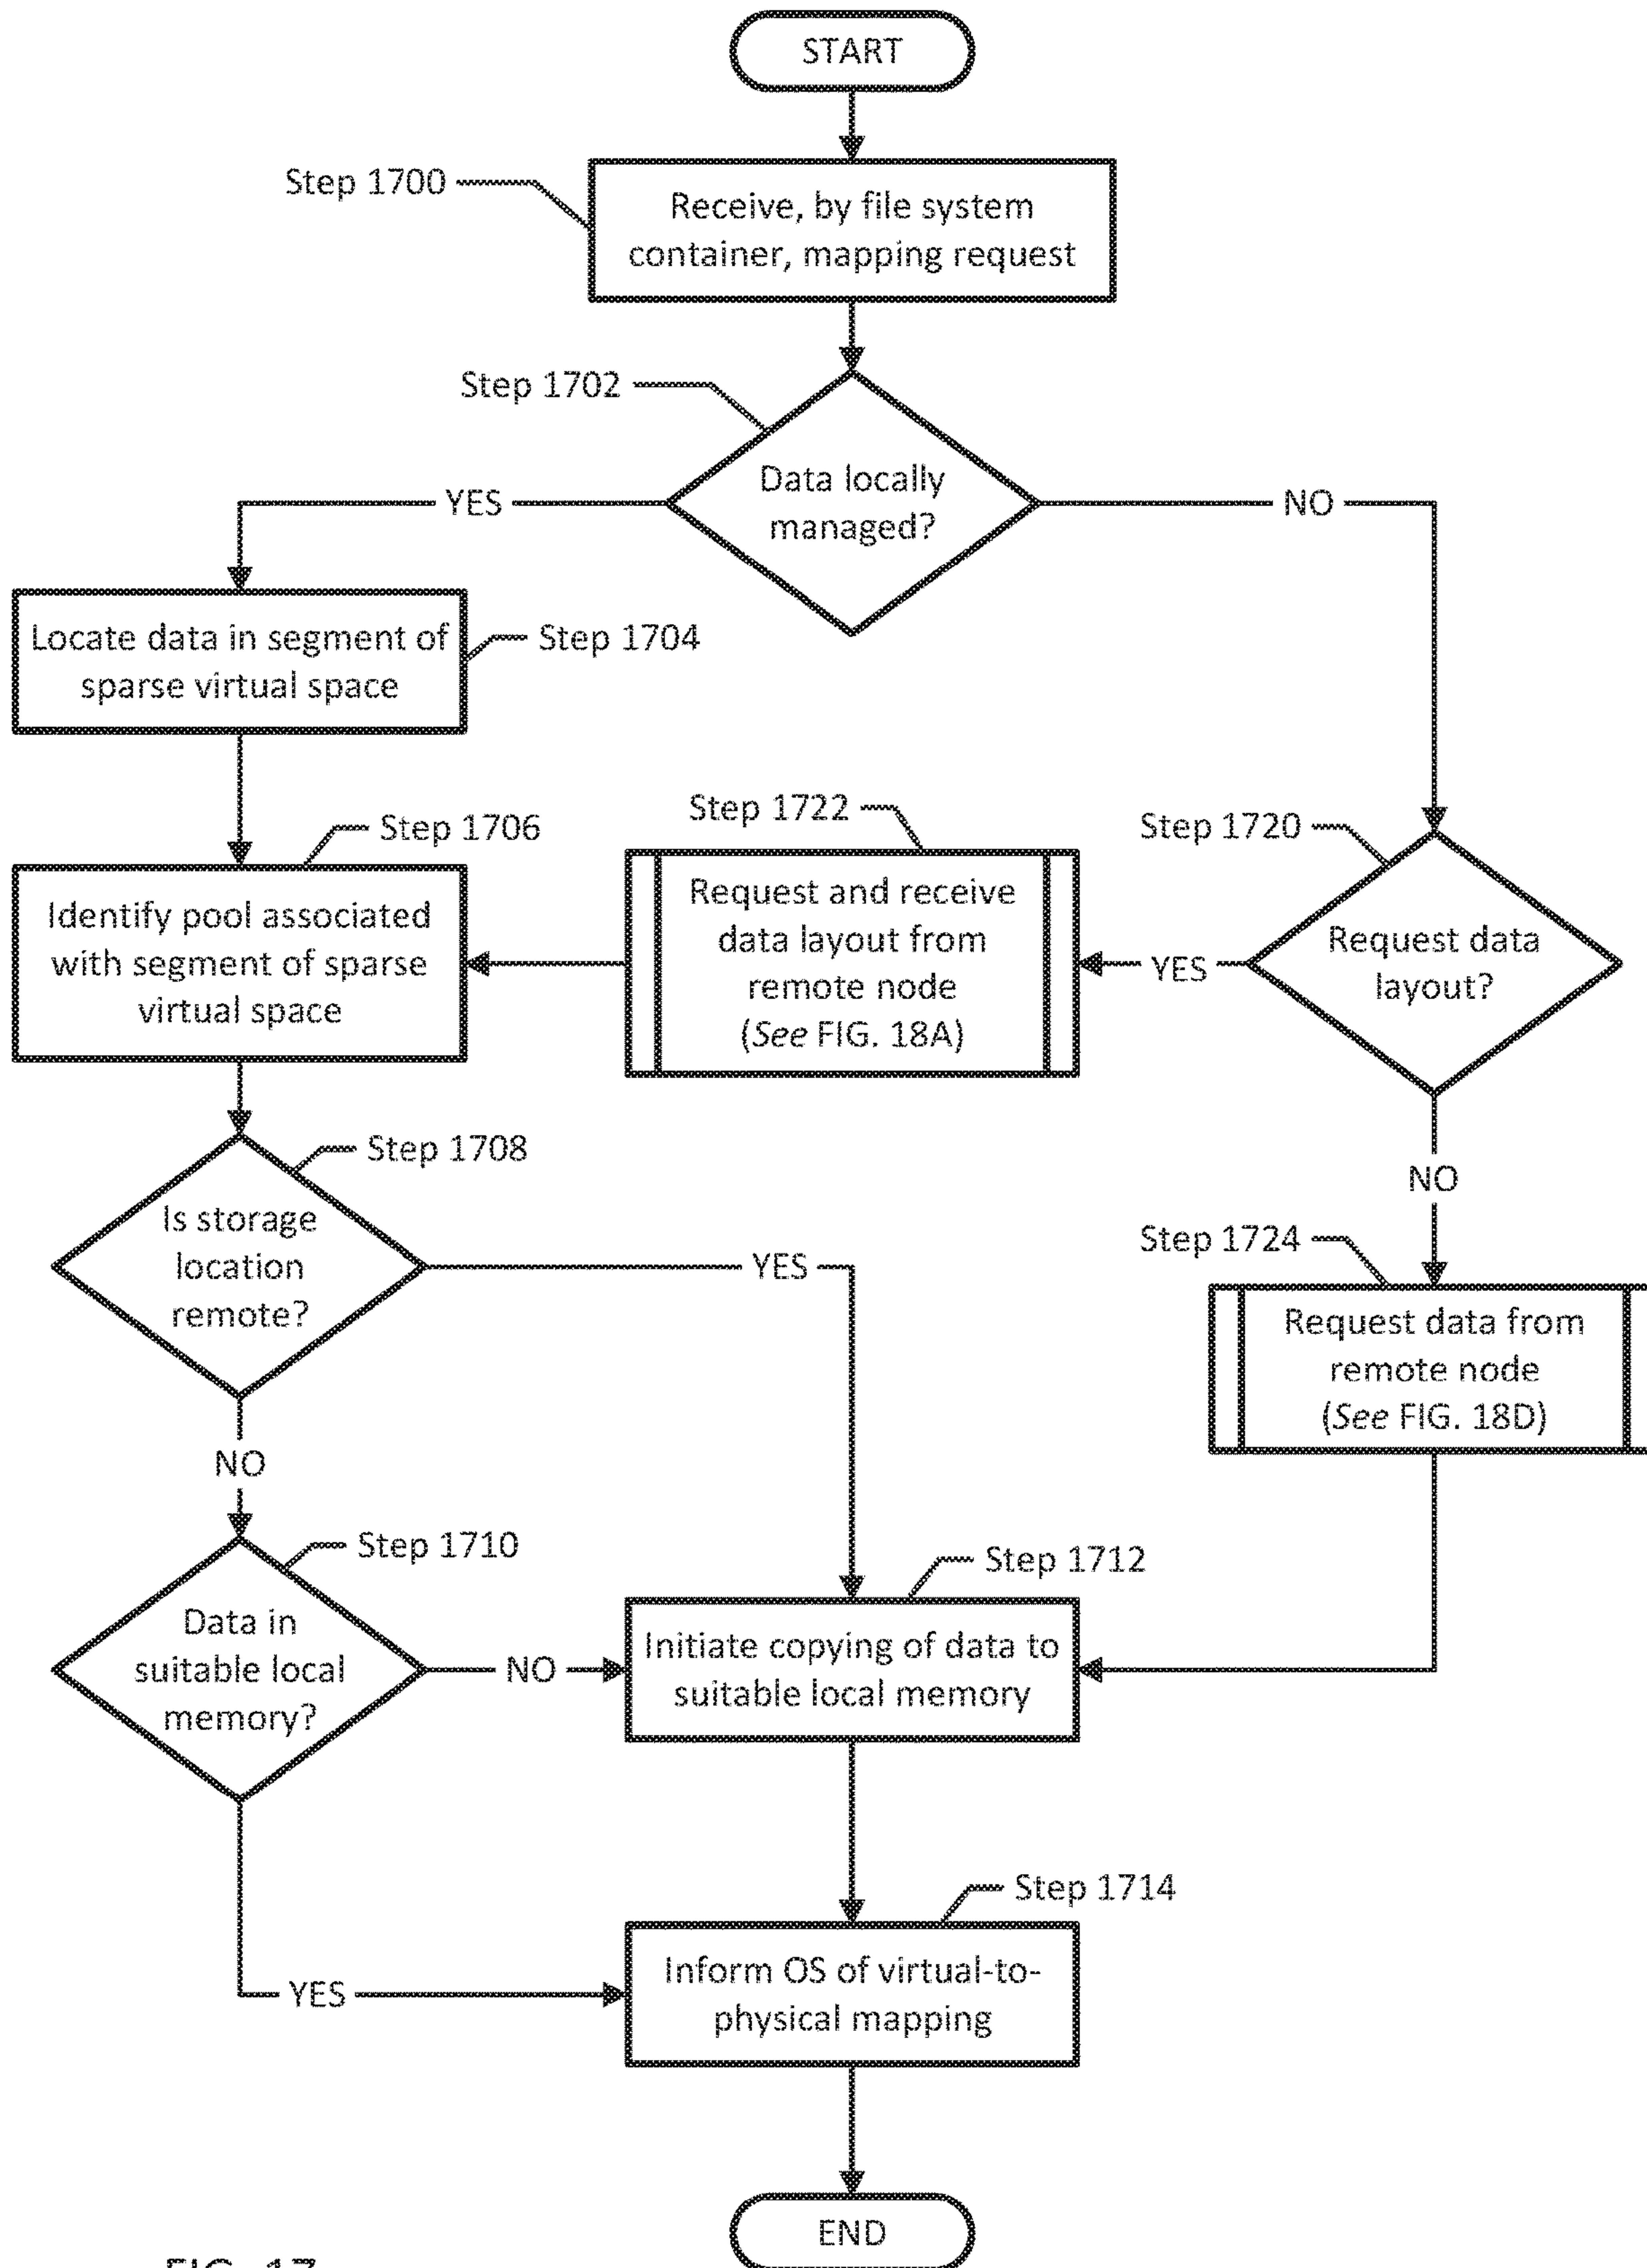 START
Step 1700
Receive, by file system
container, mapping request
Step 1702
Data locally
managed?
YES
NO
Locate data in segment of
sparse virtual space
Step 1704
Step 1706
Identify pool associated
with segment of sparse
virtual space
Step 1722
Request and receive
data layout from
remote node
(See FIG. 18A)
Step 1720
Request data
layout?
YES
NO
Step 1708
Is storage
location
remote?
YES
NO
Step 1724
Request data from
remote node
(See FIG. 18D)
Step 1710
Data in
suitable local
memory?
NO
YES
Step 1712
Initiate copying of data to
suitable local memory
Step 1714
Inform OS of virtual-to-
physical mapping
END
FIG. 17